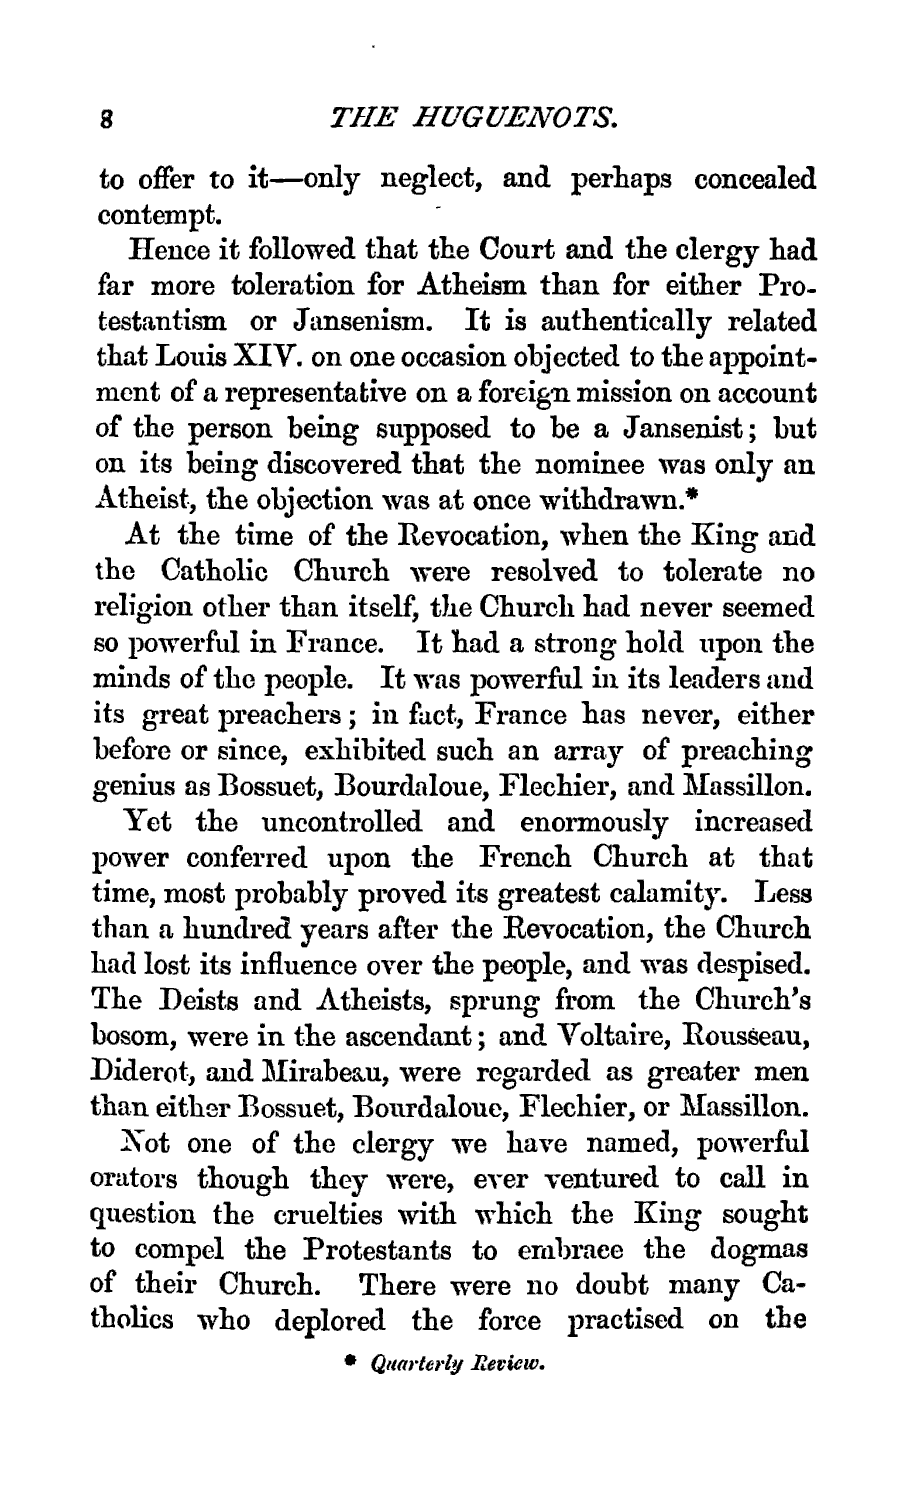 8 THE HUGUENOTS.
to offer to it—only neglect, and perhaps concealed
contempt.
Hence it followed that the Court and the clergy had
far more toleration for Atheism than for either Pro-
testantism or Jansenism. It is authentically related
that Louis XIV. on one occasion objected to the appoint-
ment of a representative on a foreign mission on account
of the person being supposed to be a Jansenist; but
on its being discovered that the nominee was only an
Atheist, the objection was at once withdrawn.*
At the time of the Revocation, when the King and
the Catholic Church were resolved to tolerate no
religion other than itself, the Church had never seemed
so powerful in France. It had a strong hold upon the
minds of the people. It was powerful in its leaders and
its great preachers; in fact, France has never, either
before or since, exhibited such an array of preaching
genius as Bossuet, Bourdaloue, Flechier, and Massillon.
Yet the uncontrolled and enormously increased
power conferred upon the French Church at that
time, most probably proved its greatest calamity. Less
than a hundred years after the Revocation, the Church
had lost its influence over the people, and was despised.
The Deists and Atheists, sprung from the Church's
bosom, were in the ascendant; and Voltaire, Rousseau,
Diderot, and Mirabeau, were regarded as greater men
than either Bossuet, Bourdaloue, Flechier, or Massillon.
Not one of the clergy we have named, powerful
orators though they were, ever ventured to call in
question the cruelties with which the King sought
to compel the Protestants to embrace the dogmas
of their Church. There were no doubt many Ca-
tholics who deplored the force practised on the
* Quarterly Review.